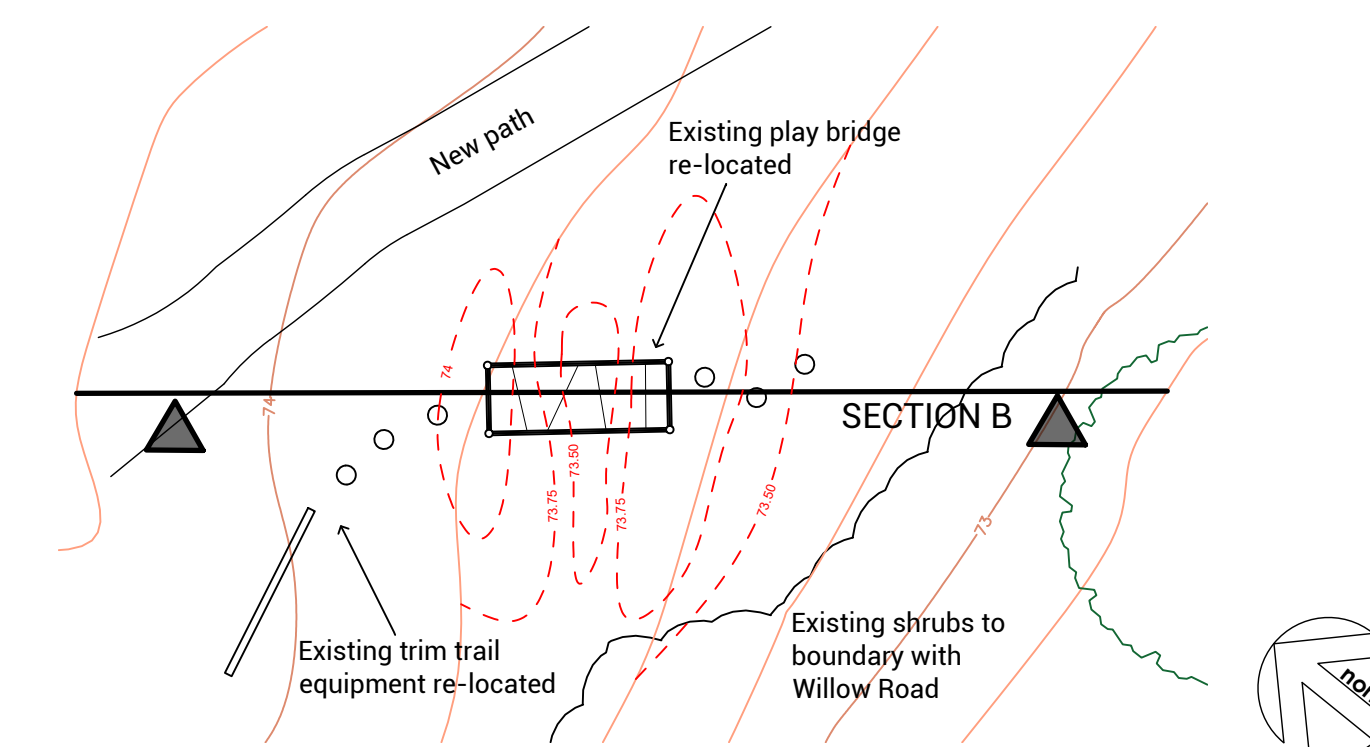 New path
Existing play bridge
re-located
74
74
SECTION B
73.50
73.75
73.75
73.50
73
Existing trim trail
equipment re-located
Existing shrubs to
boundary with
Willow Road